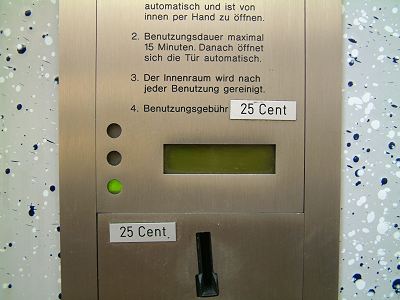 automatisch und ist von
innen per Hand zu öffnen.
2. Benutzungsdauer maximal
15 Minuten. Danach öffnet
sich die Tür automatisch.
3. Der Innenraum wird nach
jeder Benutzung gereinigt.
4. Benutzungsgebühr 25 Cent
25 Cent